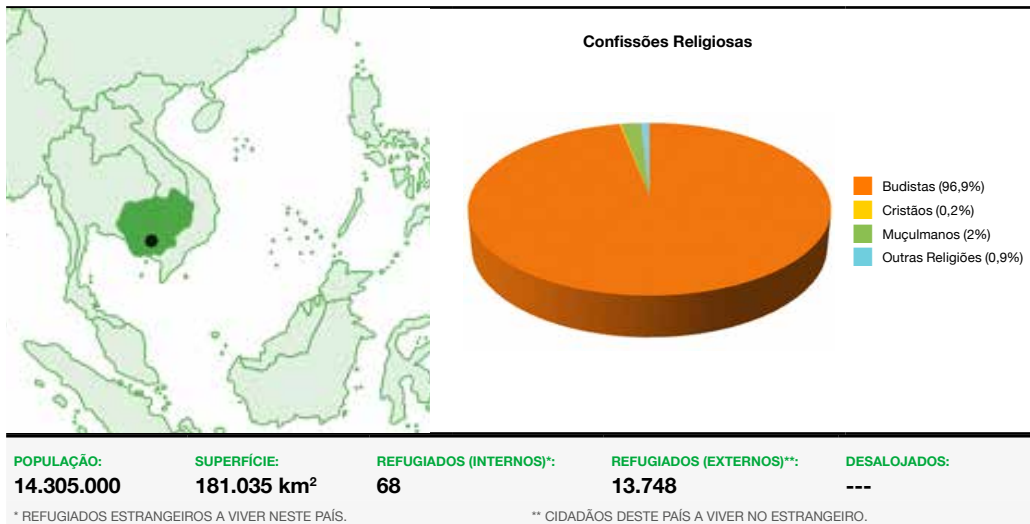 Confissões Religiosas
Budistas (96,9%)
Cristãos (0,2%)
Muçulmanos (2%)
Outras Religiões (0,9%)
POPULAÇÃO: SUPERFÍCIE: REFUGIADOS (INTERNOS)*: REFUGIADOS (EXTERNOS)**: DESALOJADOS:
14.305.000 181.035 km² 68 13.748 ---
* REFUGIADOS ESTRANGEIROS A VIVER NESTE PAÍS. ** CIDADÃOS DESTE PAÍS A VIVER NO ESTRANGEIRO.